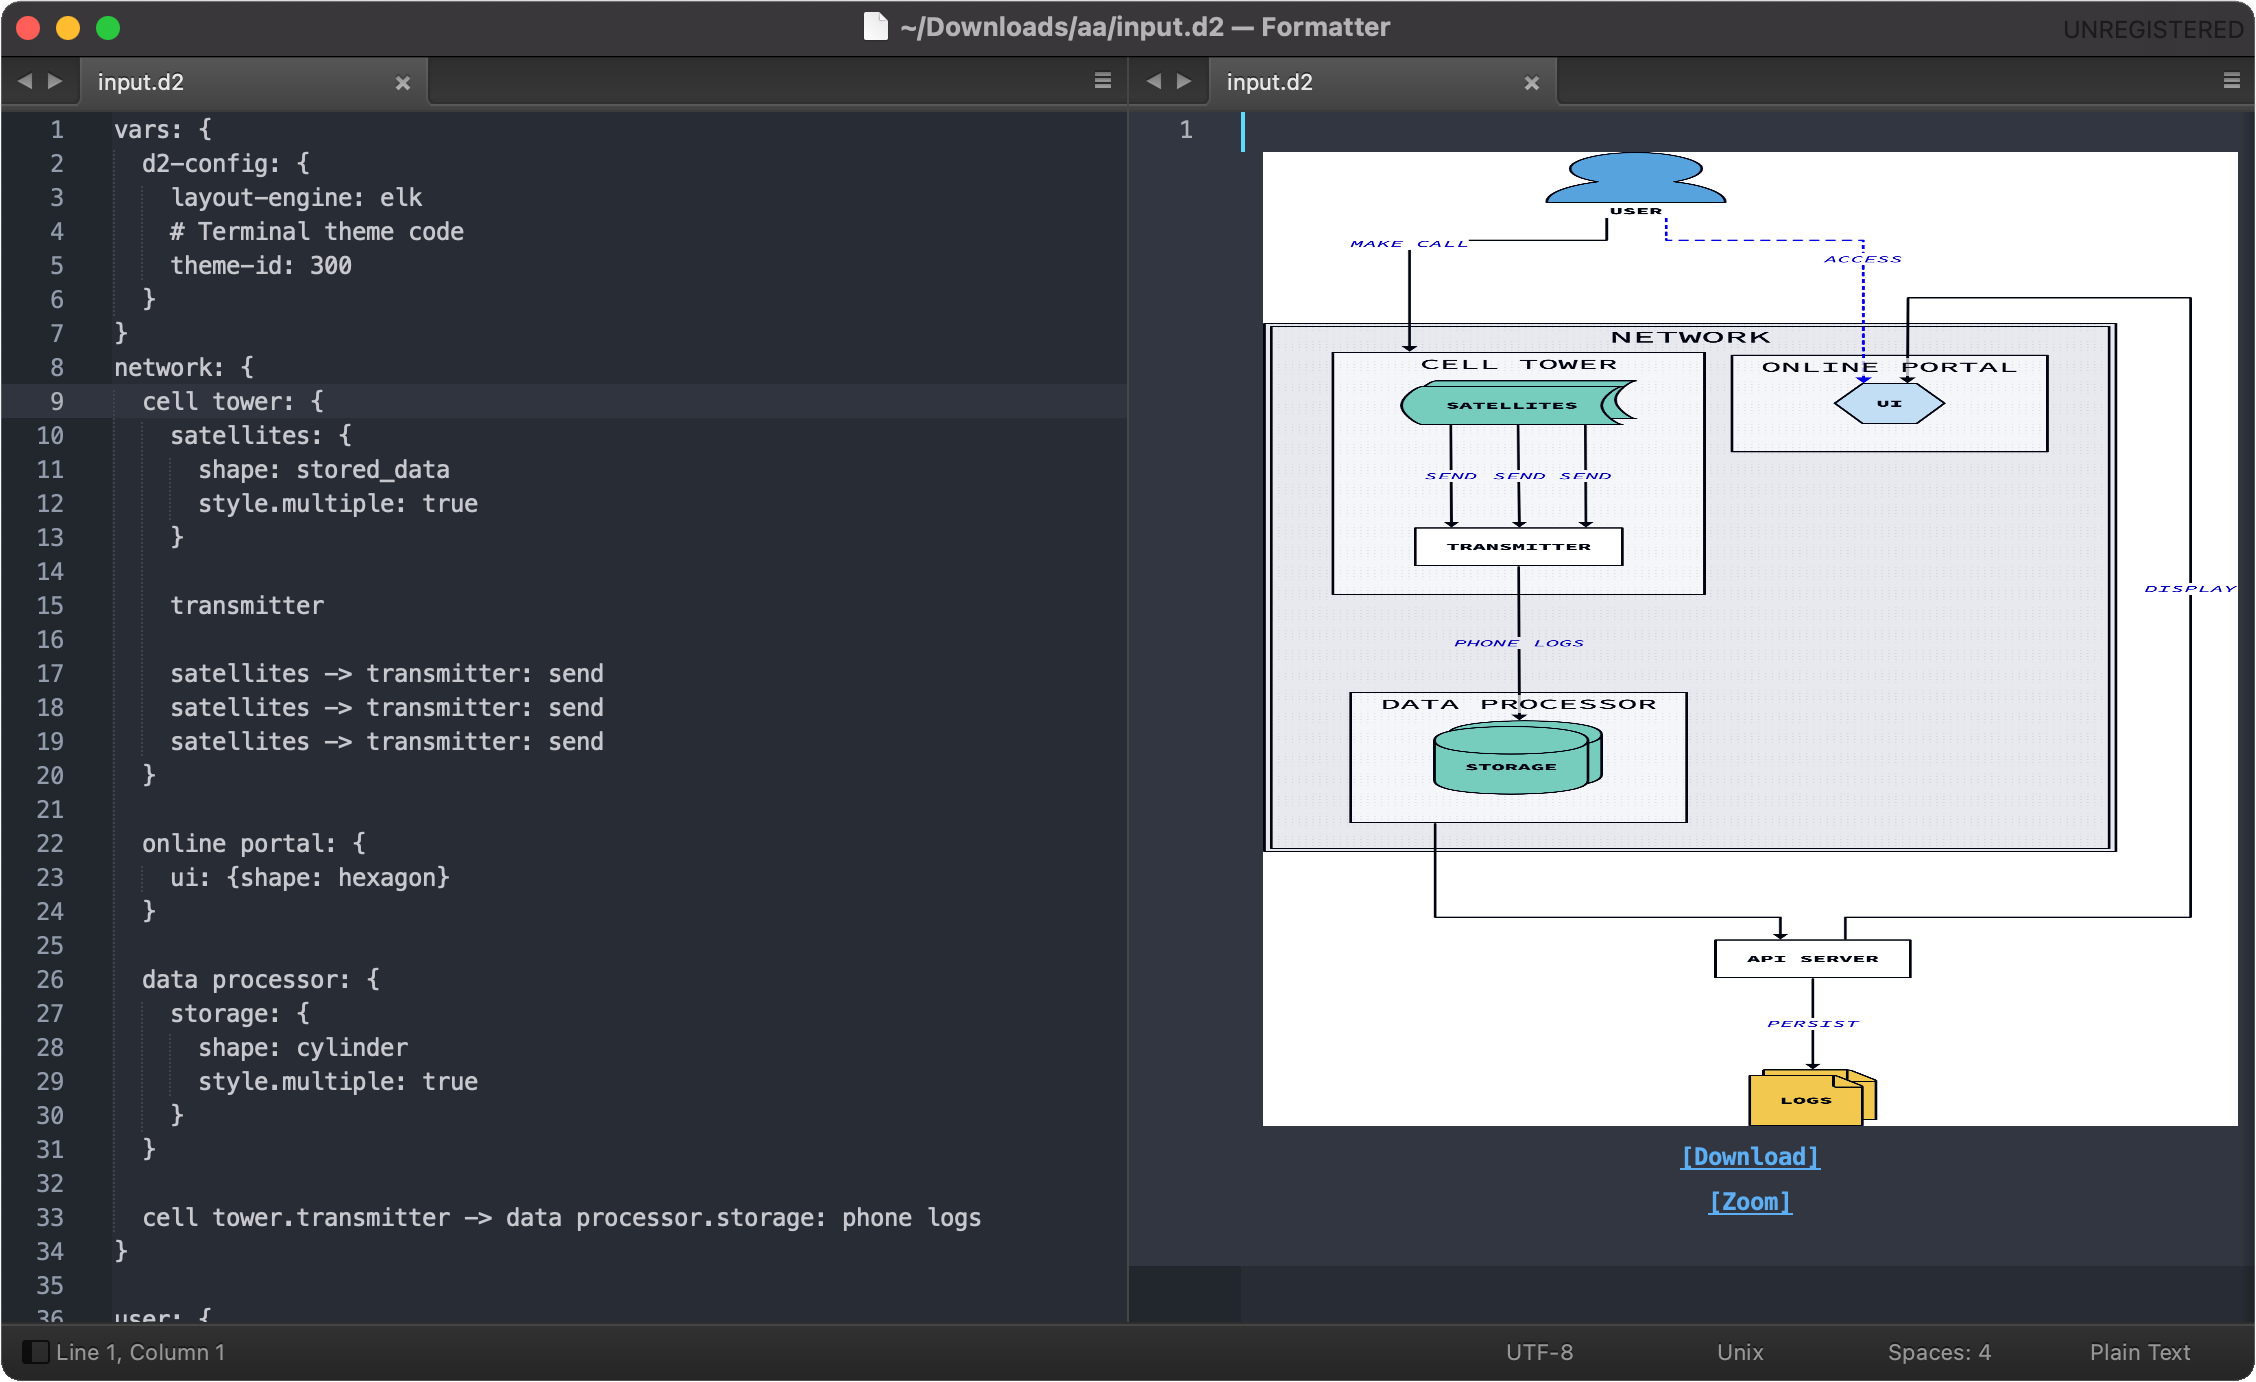 ~/Downloads/aa/input.d2 — Formatter
UNREGISTERED
input.d2
input.d2
1 vars: {
2 d2-config: {
3 layout-engine: elk
4 # Terminal theme code
5 theme-id: 300
6 }
7 }
8 network: {
9 cell tower: {
10 satellites: {
11 shape: stored_data
12 style.multiple: true
13 }
14
15 transmitter
16
17 satellites -> transmitter: send
18 satellites -> transmitter: send
19 satellites -> transmitter: send
20 }
21
22 online portal: {
23 ui: {shape: hexagon}
24 }
25
26 data processor: {
27 storage: {
28 shape: cylinder
29 style.multiple: true
30 }
31 }
32
33 cell tower.transmitter -> data processor.storage: phone logs
34 }
35
36 user: {
1
USER
MAKE CALL
ACCESS
NETWORK
CELL TOWER
ONLINE PORTAL
SATELLITES
UI
SEND SEND SEND
TRANSMITTER
DISPLAY
PHONE LOGS
DATA PROCESSOR
STORAGE
API SERVER
PERSIST
LOGS
[Download]
[Zoom]
Line 1, Column 1
UTF-8
Unix
Spaces: 4
Plain Text